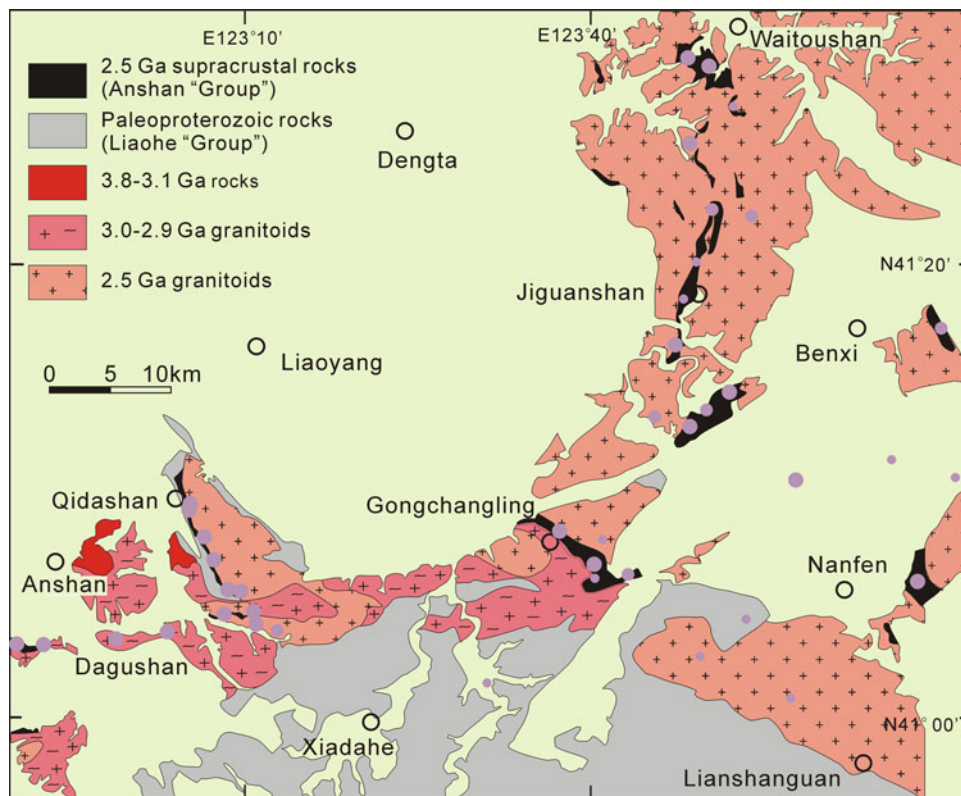 E123°10'
E123°40'
Waitoushan
2.5 Ga supracrustal rocks
(Anshan “Group”)
Paleoproterozoic rocks
(Liaohe “Group”)
3.8-3.1 Ga rocks
3.0-2.9 Ga granitoids
2.5 Ga granitoids
Dengta
N41°20'
Jiguanshan
Benxi
Liaoyang
0 5 10km
Qidashan
Gongchangling
Anshan
Nanfen
Dagushan
N41°00'
Xiadahe
Lianshanguan